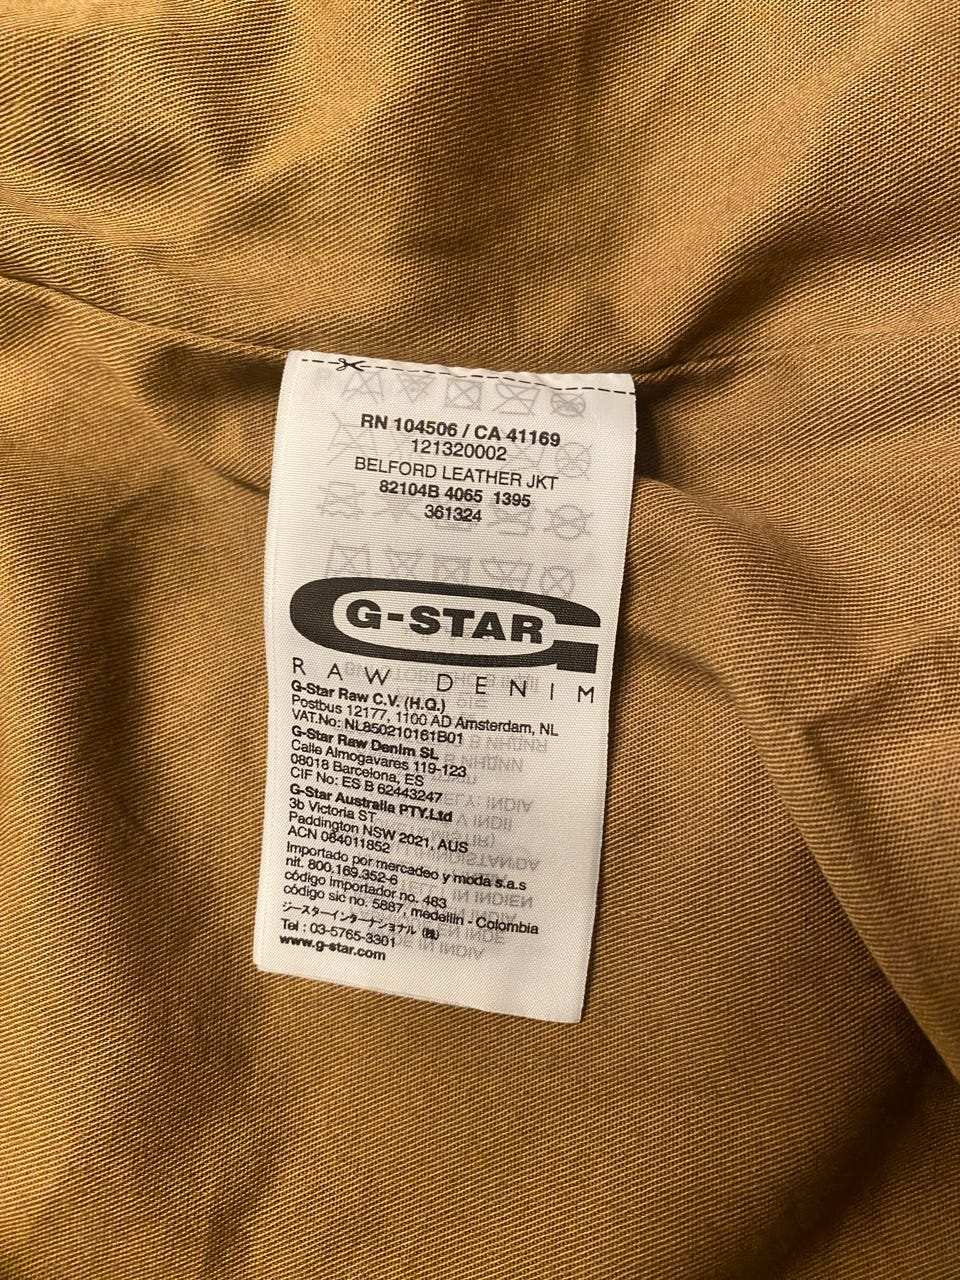 RN 104506 / CA 41169
121320002
BELFORD LEATHER JKT
82104B 4065 1395
361324
G-STAR
RAW DENIM
G-Star Raw C.V. (H.Q.)
Postbus 12177, 1100 AD Amsterdam, NL
VAT.No: NL850210161B01
G-Star Raw Denim SL
Calle Almogavares 119-123
08018 Barcelona, ES
CIF No: ES B 62443247
G-Star Australia PTY.Ltd
3b Victoria ST
Paddington NSW 2021, AUS
ACN 084011852
Importado por mercadeo y moda s.a.s
nit. 800.169.352-6
código importador no. 483
código sic no. 5887, medellin - Colombia
ジースターインターナショナル (株)
Tel : 03-5765-3301
www.g-star.com